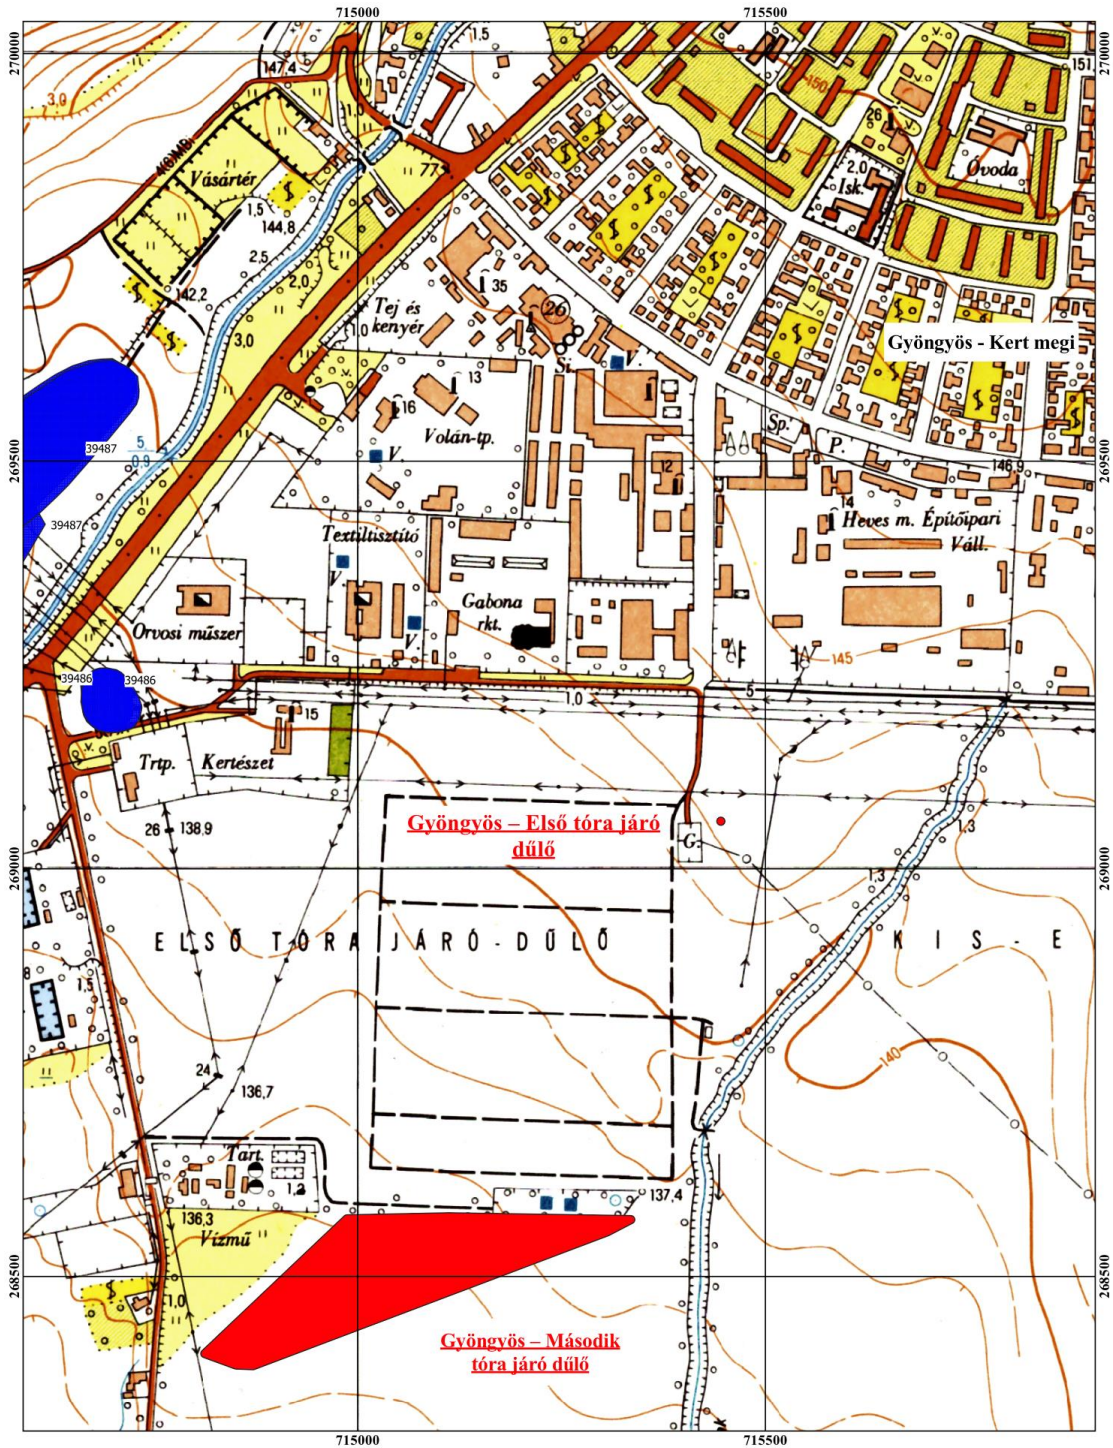 715000
715500
270000
270000
1,5
147,4
3,0
1,0
150
151
26
77
Vásártér
1,5
144,8
2,0
Isk.
Óvoda
2,5
2,0
142,2
35
Tej és
kenyér
1,0
26
3,0
Si.
V.
Gyöngyös - Kert megi
13
16
Volán-tp.
Sp.
P.
39487
5
0,9
V.
269500
269500
12
146,9
14
39487
Heves m. Építőipari
Váll.
Textiltisztító
V.
Gabona
rkt.
Orvosi műszer
V.
145
39486
39486
1,0
5
15
Trtp.
Kertészet
26
138,9
Gyöngyös – Első tóra járó
dűlő
G.
1,3
269000
269000
1,3
ELSŐ TÓRA JÁRÓ-DŰLŐ
KIS-E
8
1,5
140
24
136,7
Tart.
1,2
137,4
136,3
Vízmű
268500
268500
1,0
Gyöngyös – Második
tóra járó dűlő
715000
715500